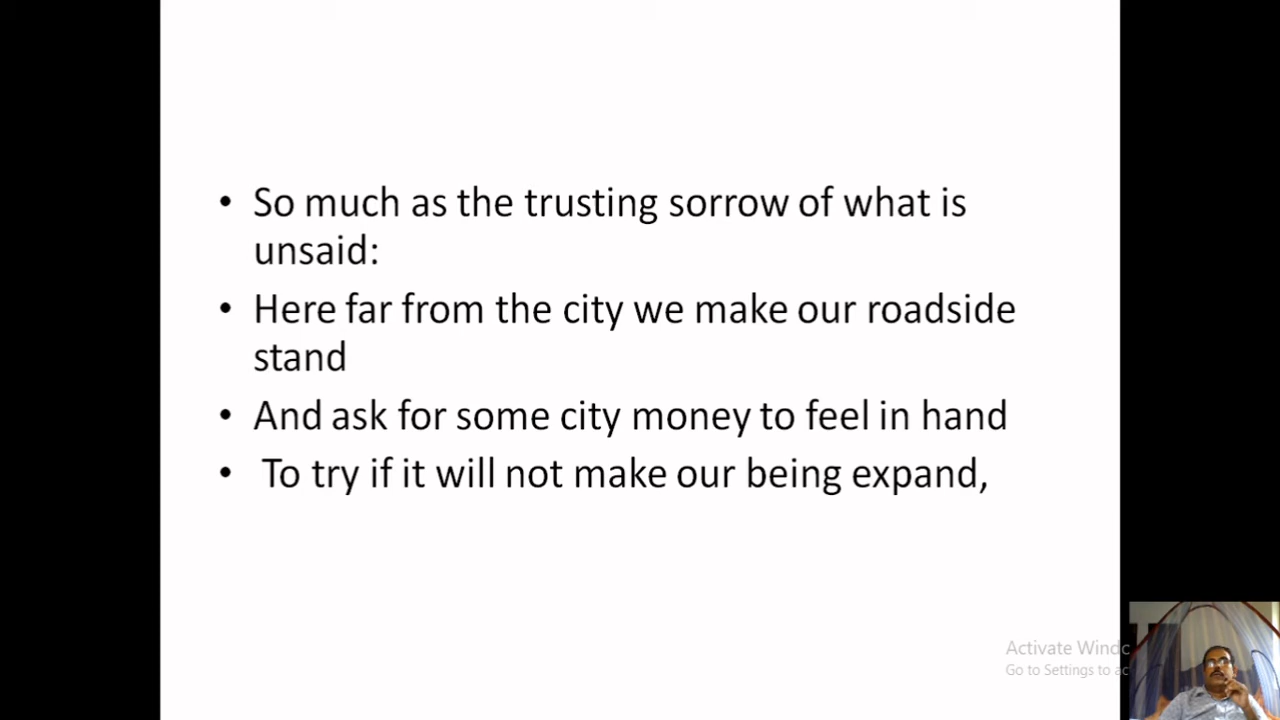 • So much as the trusting sorrow of what is
unsaid:
• Here far from the city we make our roadside
stand
• And ask for some city money to feel in hand
• To try if it will not make our being expand,
Activate Windc
Go to Settings to ac